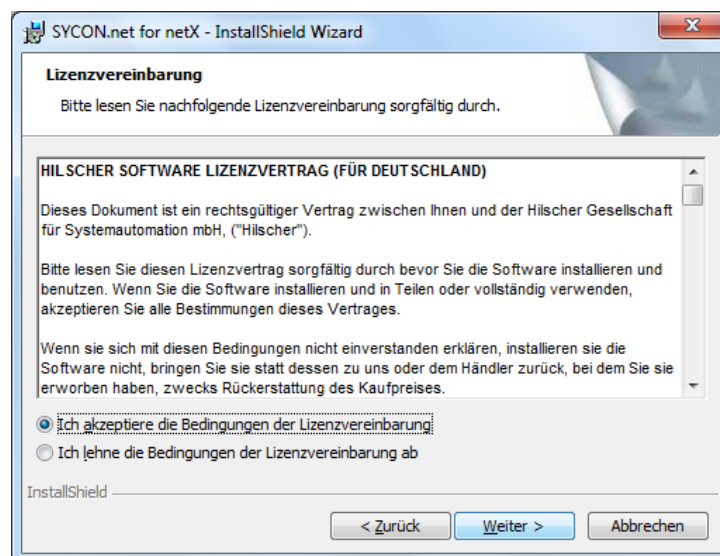 SYCON.net for netX - InstallShield Wizard
Lizenzvereinbarung
Bitte lesen Sie nachfolgende Lizenzvereinbarung sorgfältig durch.
HILSCHER SOFTWARE LIZENZVERTRAG (FÜR DEUTSCHLAND)
Dieses Dokument ist ein rechtsgültiger Vertrag zwischen Ihnen und der Hilscher Gesellschaft
für Systemautomation mbH, ("Hilscher").
Bitte lesen Sie diesen Lizenzvertrag sorgfältig durch bevor Sie die Software installieren und
benutzen. Wenn Sie die Software installieren und in Teilen oder vollständig verwenden,
akzeptieren Sie alle Bestimmungen dieses Vertrages.
Wenn sie sich mit diesen Bedingungen nicht einverstanden erklären, installieren sie die
Software nicht, bringen Sie sie statt dessen zu uns oder dem Händler zurück, bei dem Sie sie
erworben haben, zwecks Rückerstattung des Kaufpreises.
Ich akzeptiere die Bedingungen der Lizenzvereinbarung
Ich lehne die Bedingungen der Lizenzvereinbarung ab
InstallShield
< Zurück
Weiter >
Abbrechen